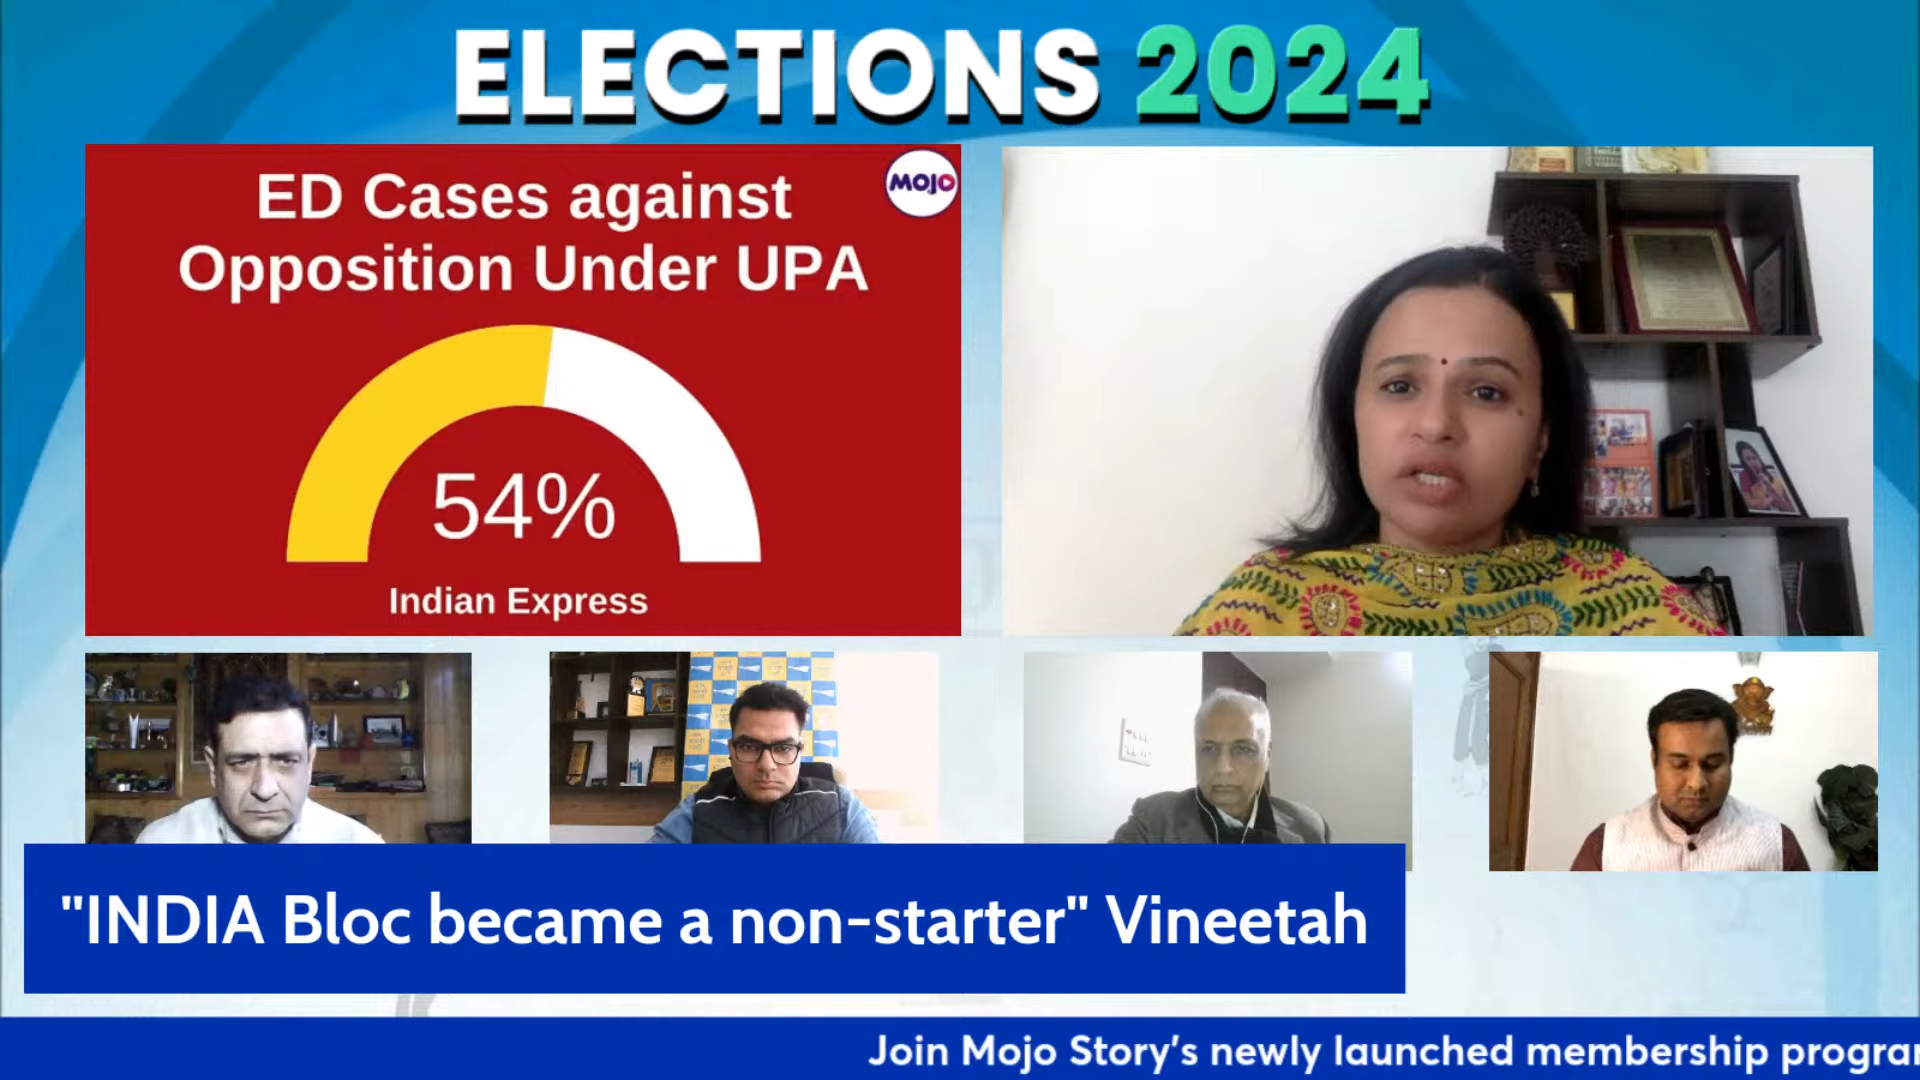 ELECTIONS 2024
ED Cases against
Opposition Under UPA
MOJO
54%
Indian Express
"INDIA Bloc became a non-starter" Vineetah
Join Mojo Story's newly launched membership